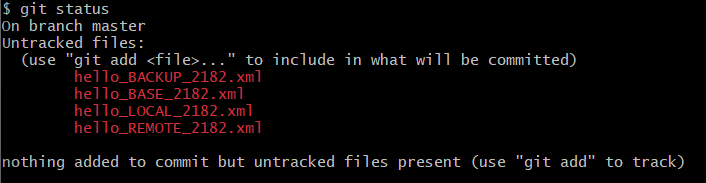 $ git status
On branch master
Untracked files:
  (use "git add <file>..." to include in what will be committed)
        hello_BACKUP_2182.xml
        hello_BASE_2182.xml
        hello_LOCAL_2182.xml
        hello_REMOTE_2182.xml

nothing added to commit but untracked files present (use "git add" to track)